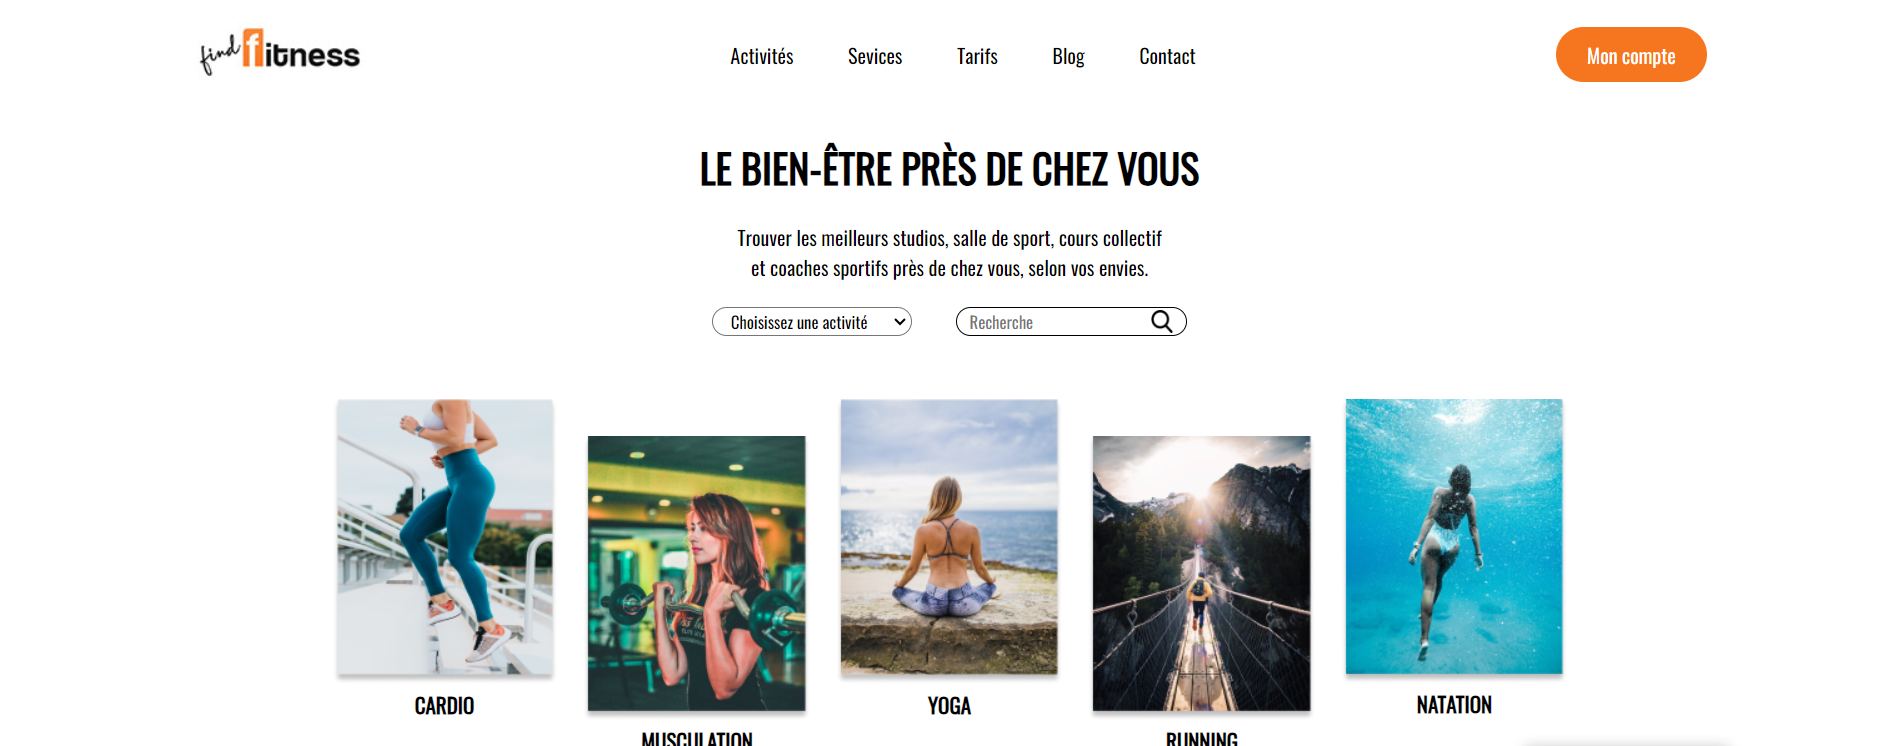 find fitness
Activités
Sevices
Tarifs
Blog
Contact
Mon compte
LE BIEN-ÊTRE PRÈS DE CHEZ VOUS
Trouver les meilleurs studios, salle de sport, cours collectif
et coaches sportifs près de chez vous, selon vos envies.
Choisissez une activité
Recherche
CARDIO
MUSCULATION
YOGA
RUNNING
NATATION